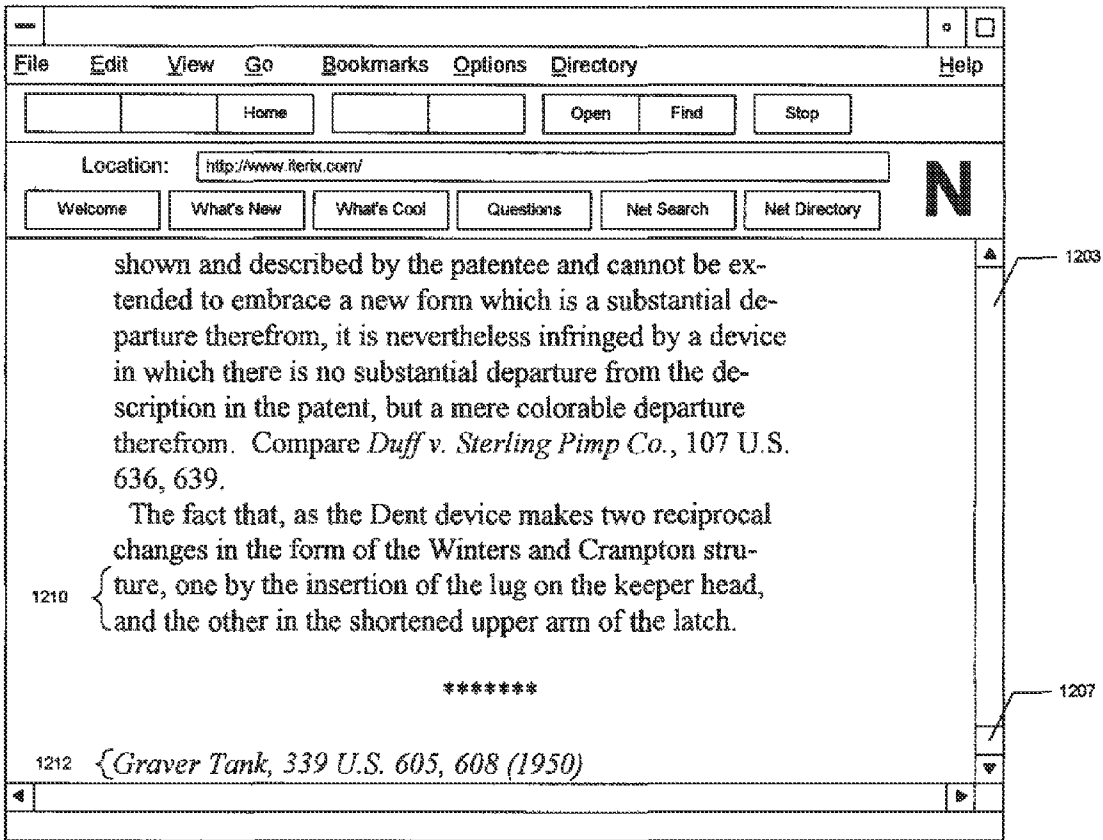 File Edit View Go Bookmarks Options Directory Help
Home Open Find Stop
Location: http://www.iterix.com/
N
Welcome What's New What's Cool Questions Net Search Net Directory
shown and described by the patentee and cannot be ex-
1203
tended to embrace a new form which is a substantial de-
parture therefrom, it is nevertheless infringed by a device
in which there is no substantial departure from the de-
scription in the patent, but a mere colorable departure
therefrom. Compare Duff v. Sterling Pimp Co., 107 U.S.
636, 639.
The fact that, as the Dent device makes two reciprocal
changes in the form of the Winters and Crampton stru-
1210 ture, one by the insertion of the lug on the keeper head,
and the other in the shortened upper arm of the latch.
*******
1207
1212 {Graver Tank, 339 U.S. 605, 608 (1950)